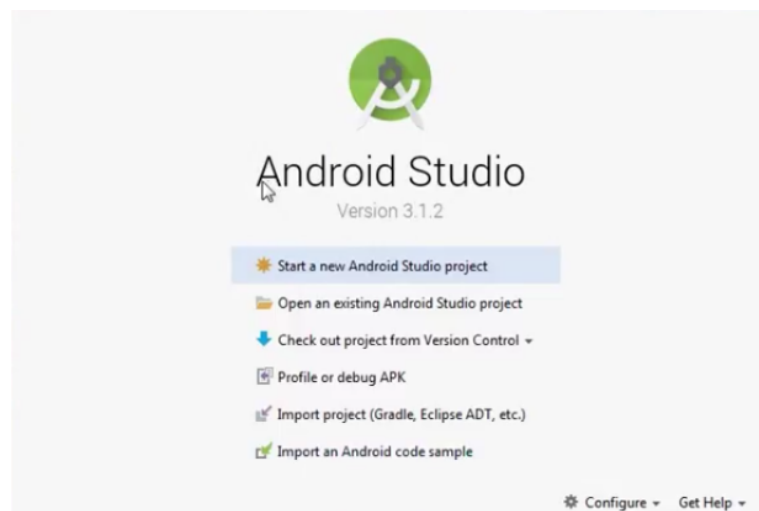 Android Studio
Version 3.1.2
Start a new Android Studio project
Open an existing Android Studio project
Check out project from Version Control
Profile or debug APK
Import project (Gradle, Eclipse ADT, etc.)
Import an Android code sample
Configure Get Help